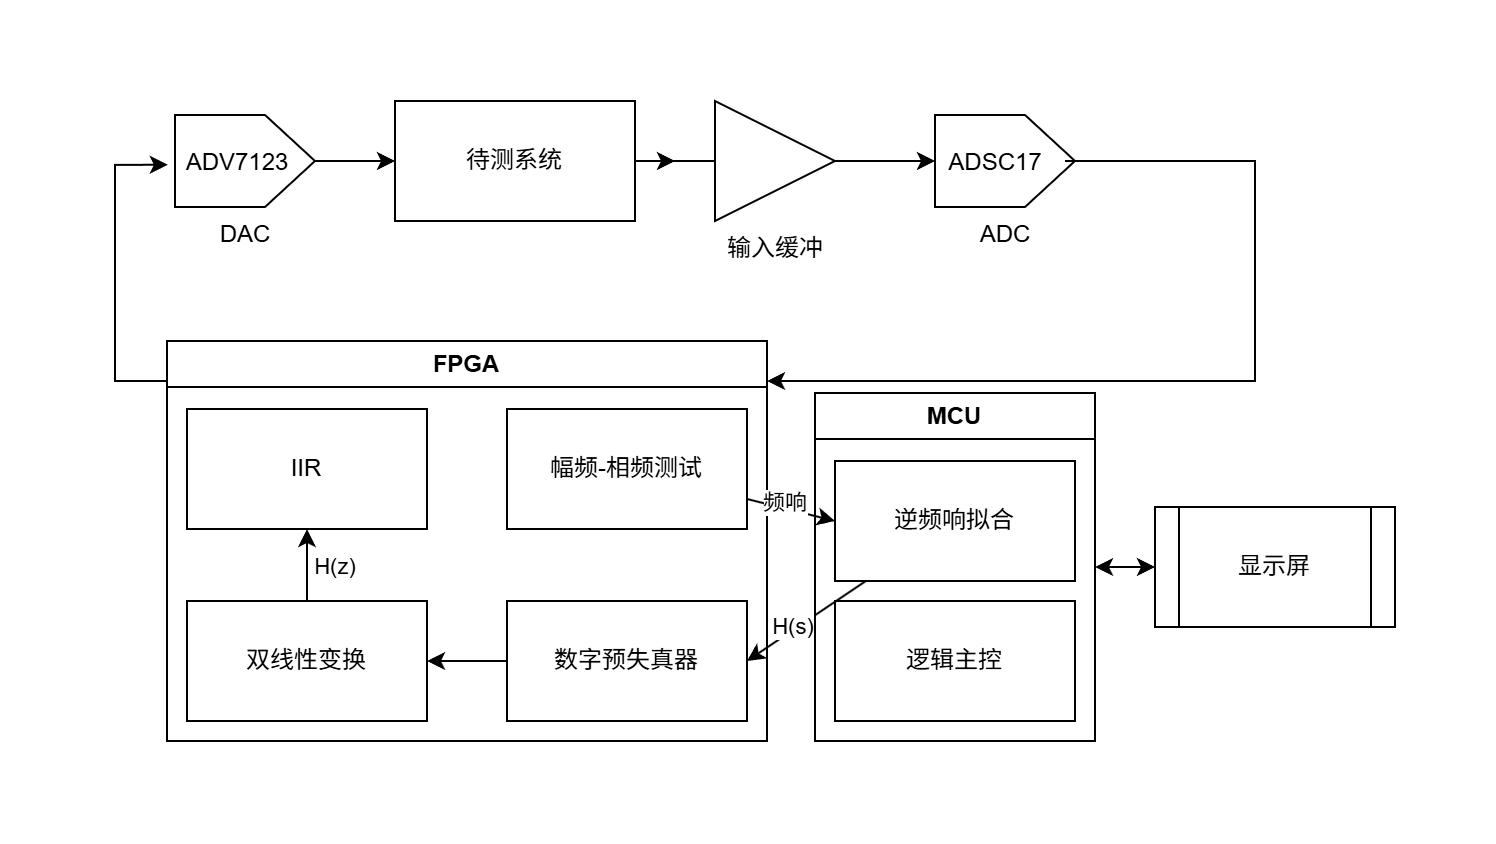 ADV7123
待测系统
ADSC17
DAC
输入缓冲
ADC
FPGA
MCU
IIR
幅频-相频测试
频响
逆频响拟合
H(z)
显示屏
H(s)
双线性变换
数字预失真器
逻辑主控